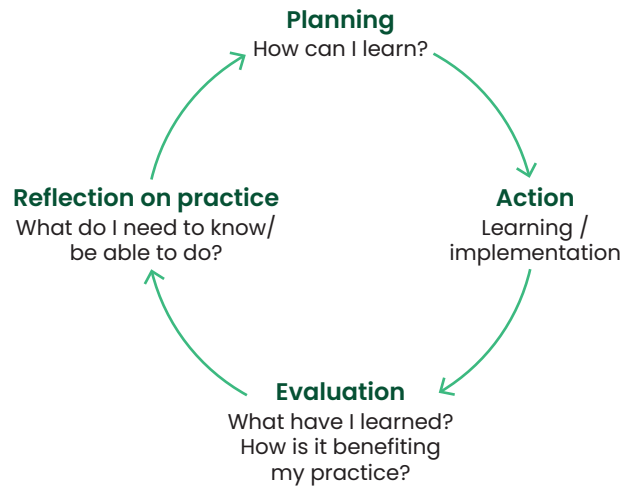 Planning
How can I learn?
Action
Learning /
implementation
Evaluation
What have I learned?
How is it benefiting
my practice?
Reflection on practice
What do I need to know/
be able to do?